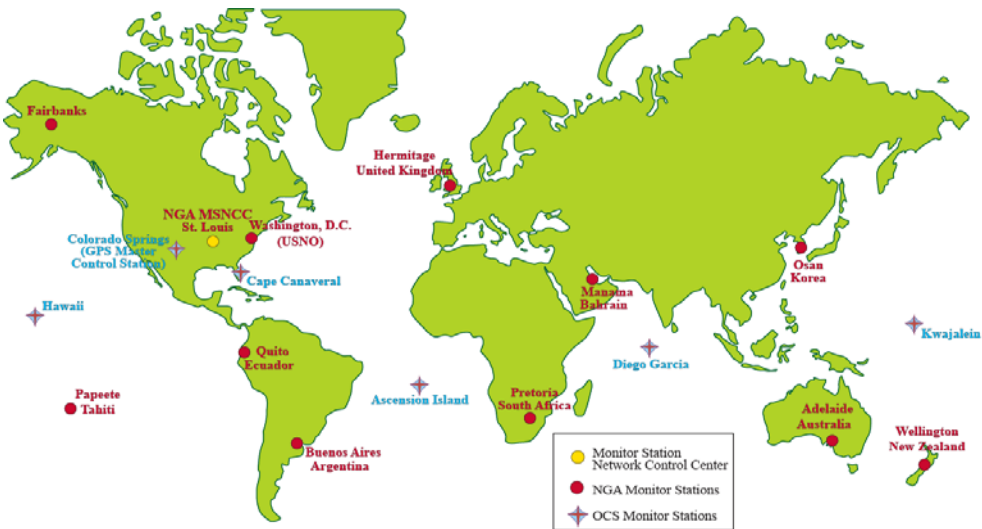 Fairbanks
Hermitage
United Kingdom
NGA MSNCC
St. Louis
Washington, D.C.
(USNO)
Colorado Springs
(GPS Master
Control Station)
Cape Canaveral
Osan
Korea
Manama
Bahrain
Hawaii
Kwajalein
Quito
Ecuador
Diego Garcia
Papeete
Tahiti
Ascension Island
Pretoria
South Africa
Adelaide
Australia
Wellington
New Zealand
Buenos Aires
Argentina
Monitor Station
Network Control Center
NGA Monitor Stations
OCS Monitor Stations